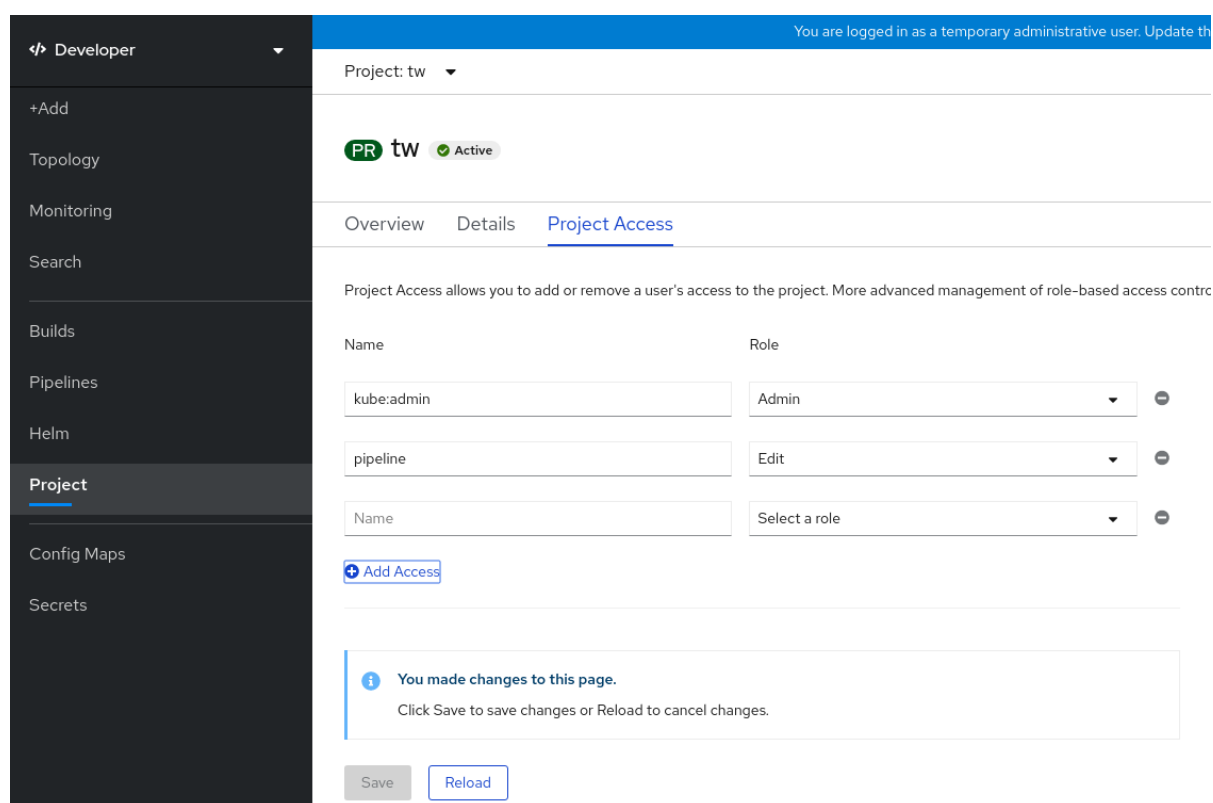 Developer
You are logged in as a temporary administrative user. Update th
Project: tw
+Add
Topology
Monitoring
Search
Builds
Pipelines
Helm
Project
Config Maps
Secrets
PR tw Active
Overview Details Project Access
Project Access allows you to add or remove a user's access to the project. More advanced management of role-based access contro
Name Role
kube:admin Admin
pipeline Edit
Name Select a role
Add Access
You made changes to this page.
Click Save to save changes or Reload to cancel changes.
Save Reload